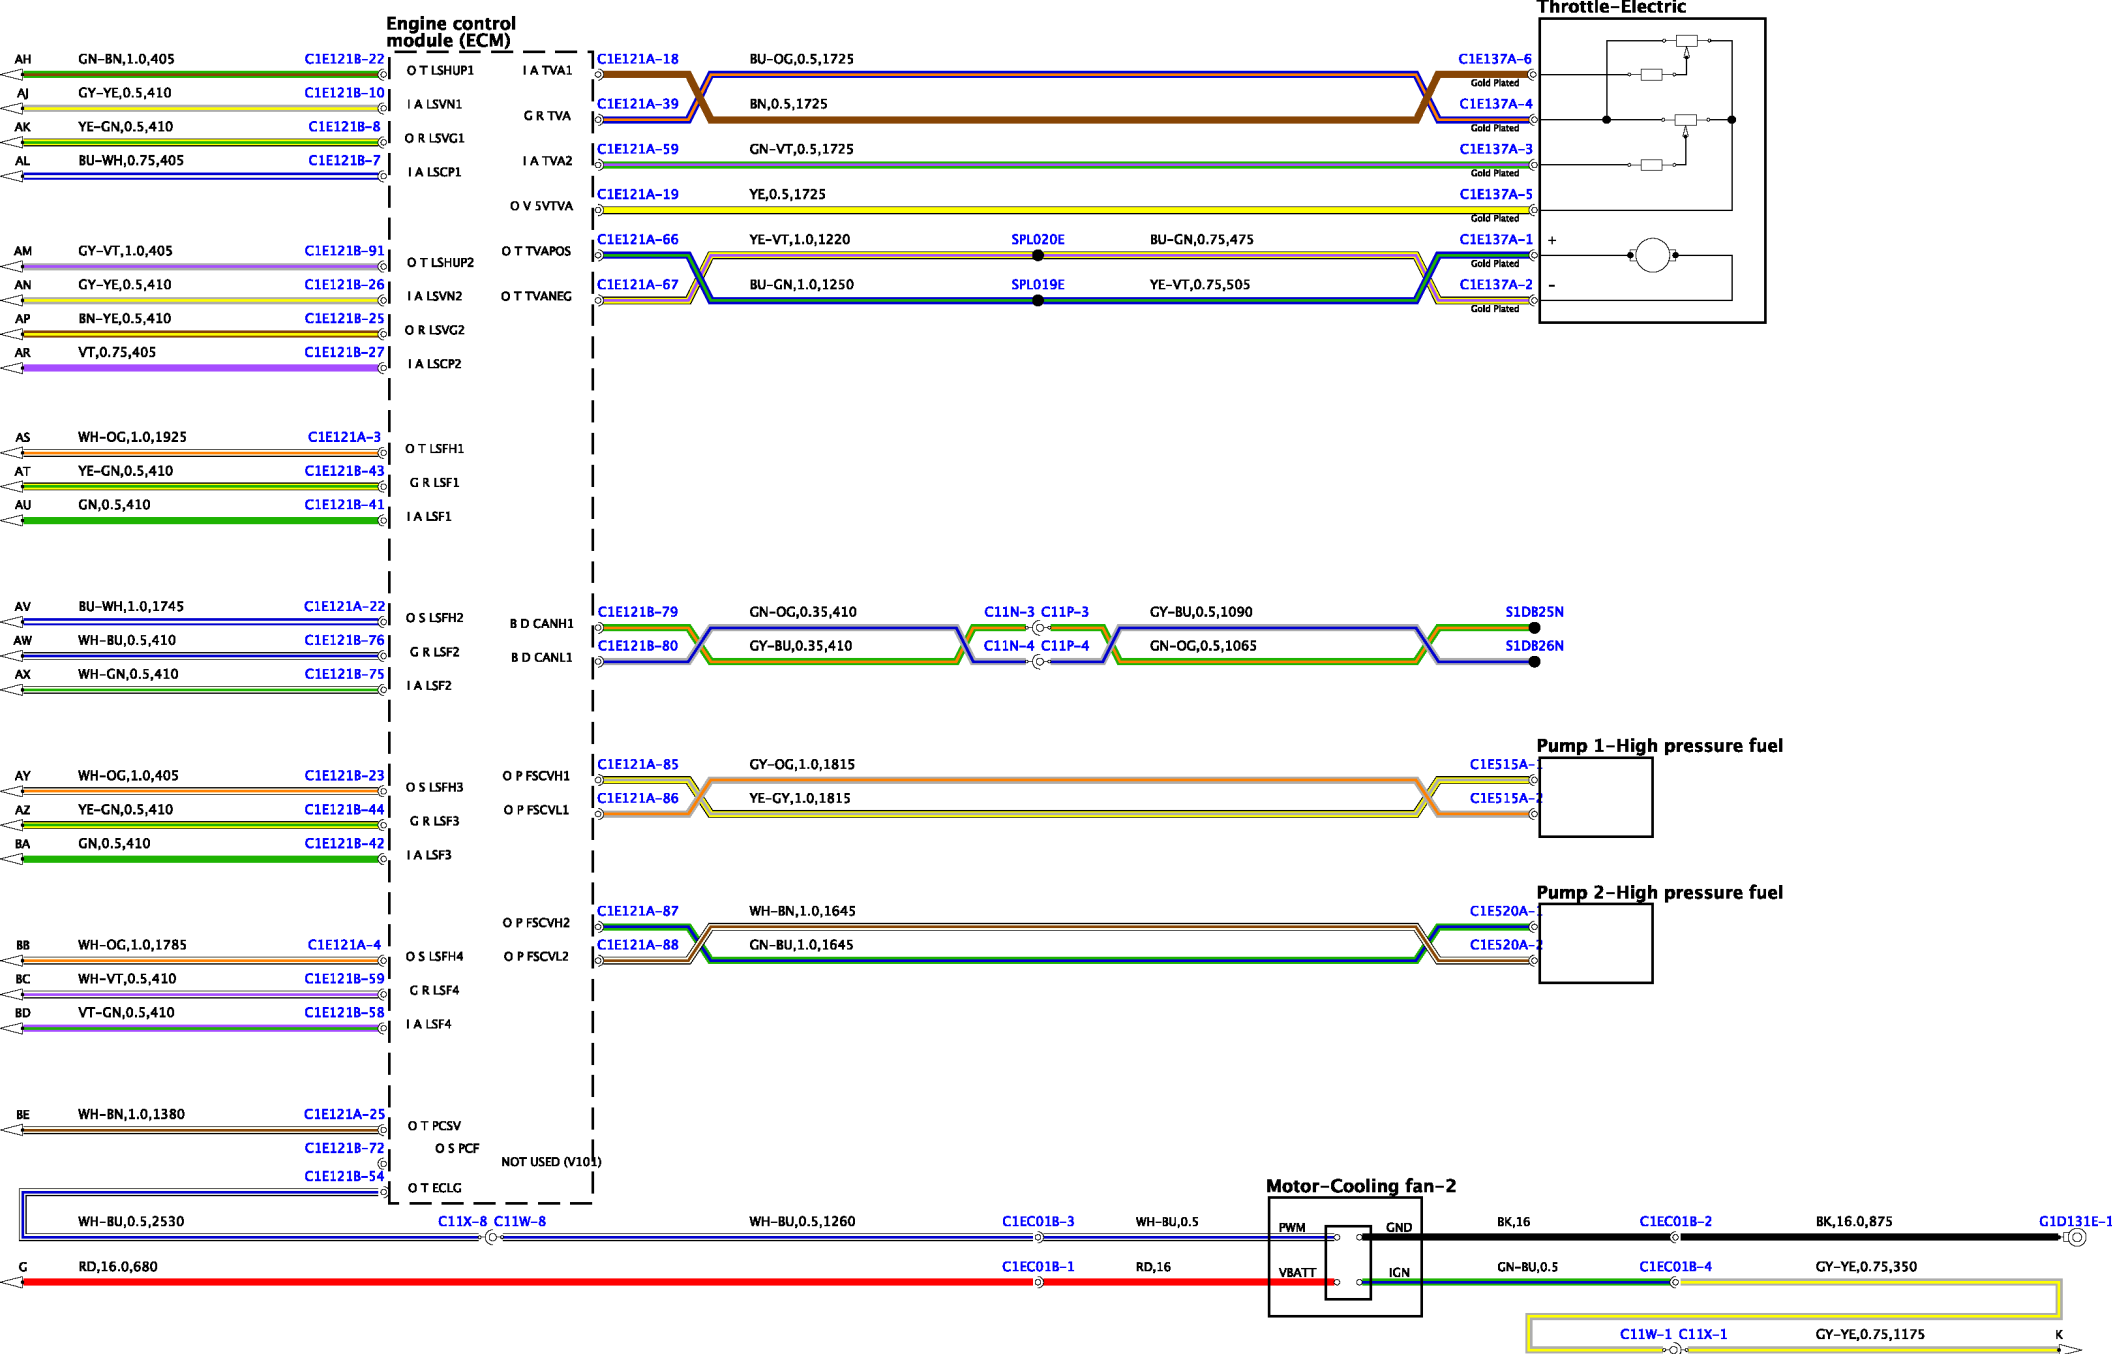 Throttle-Electric
Engine control
module (ECM)
AH GN-BN,1.0,405 C1E121B-22 O T LSHUP1
AJ GY-YE,0.5,410 C1E121B-10 I A LSVN1
AK YE-GN,0.5,410 C1E121B-8 O R LSVG1
AL BU-WH,0.75,405 C1E121B-7 I A LSCP1
AM GY-VT,1.0,405 C1E121B-91 O T LSHUP2
AN GY-YE,0.5,410 C1E121B-26 I A LSVN2
AP BN-YE,0.5,410 C1E121B-25 O R LSVG2
AR VT,0.75,405 C1E121B-27 I A LSCP2
AS WH-OG,1.0,1925 C1E121A-3 O T LSFH1
AT YE-GN,0.5,410 C1E121B-43 G R LSF1
AU GN,0.5,410 C1E121B-41 I A LSF1
AV BU-WH,1.0,1745 C1E121A-22 O S LSFH2
AW WH-BU,0.5,410 C1E121B-76 G R LSF2
AX WH-GN,0.5,410 C1E121B-75 I A LSF2
AY WH-OG,1.0,405 C1E121B-23 O S LSFH3
AZ YE-GN,0.5,410 C1E121B-44 G R LSF3
BA GN,0.5,410 C1E121B-42 I A LSF3
BB WH-OG,1.0,1785 C1E121A-4 O S LSFH4
BC WH-VT,0.5,410 C1E121B-59 G R LSF4
BD VT-GN,0.5,410 C1E121B-58 I A LSF4
BE WH-BN,1.0,1380 C1E121A-25 O T PCSV
C1E121B-72 O S PCF
NOT USED (V101)
C1E121B-54 O T ECLG
I A TVA1 C1E121A-18 BU-OG,0.5,1725 C1E137A-6
Gold Plated
G R TVA C1E121A-39 BN,0.5,1725 C1E137A-4
Gold Plated
I A TVA2 C1E121A-59 GN-VT,0.5,1725 C1E137A-3
Gold Plated
O V 5VTVA C1E121A-19 YE,0.5,1725 C1E137A-5
Gold Plated
O T TVAPOS C1E121A-66 YE-VT,1.0,1220 SPL020E BU-GN,0.75,475 C1E137A-1 +
Gold Plated
O T TVANEG C1E121A-67 BU-GN,1.0,1250 SPL019E YE-VT,0.75,505 C1E137A-2 -
Gold Plated
B D CANH1 C1E121B-79 GN-OG,0.35,410 C11N-3 C11P-3 GY-BU,0.5,1090 S1DB25N
B D CANL1 C1E121B-80 GY-BU,0.35,410 C11N-4 C11P-4 GN-OG,0.5,1065 S1DB26N
Pump 1-High pressure fuel
O P FSCVH1 C1E121A-85 GY-OG,1.0,1815 C1E515A-1
O P FSCVL1 C1E121A-86 YE-GY,1.0,1815 C1E515A-2
Pump 2-High pressure fuel
O P FSCVH2 C1E121A-87 WH-BN,1.0,1645 C1E520A-1
O P FSCVL2 C1E121A-88 GN-BU,1.0,1645 C1E520A-2
Motor-Cooling fan-2
WH-BU,0.5,2530 C11X-8 C11W-8 WH-BU,0.5,1260 C1EC01B-3 WH-BU,0.5 PWM GND BK,16 C1EC01B-2 BK,16.0,875 G1D131E-1
G RD,16.0,680 C1EC01B-1 RD,16 VBATT IGN GN-BU,0.5 C1EC01B-4 GY-YE,0.75,350
C11W-1 C11X-1 GY-YE,0.75,1175 K